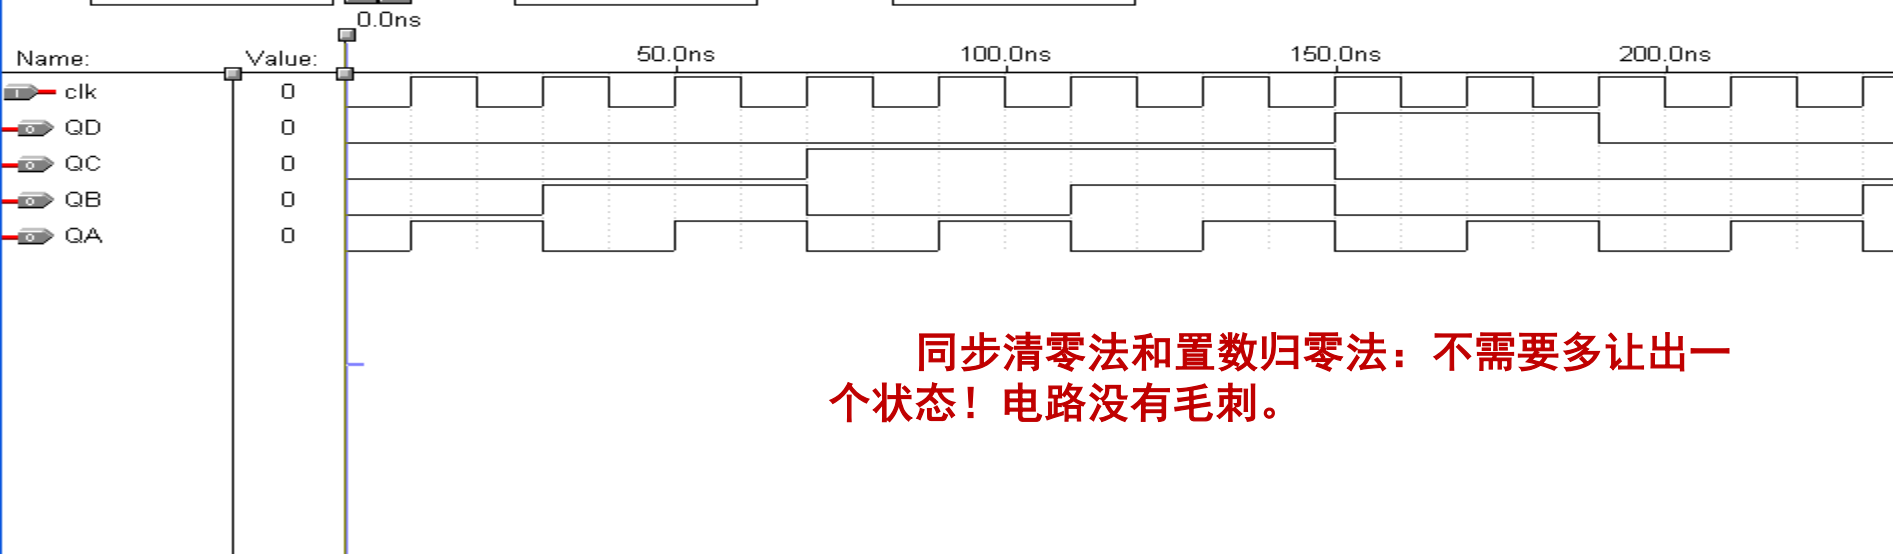 0.0ns
Name: Value: 50.0ns 100.0ns 150.0ns 200.0ns
clk 0
QD 0
QC 0
QB 0
QA 0
同步清零法和置数归零法：不需要多让出一
个状态！电路没有毛刺。